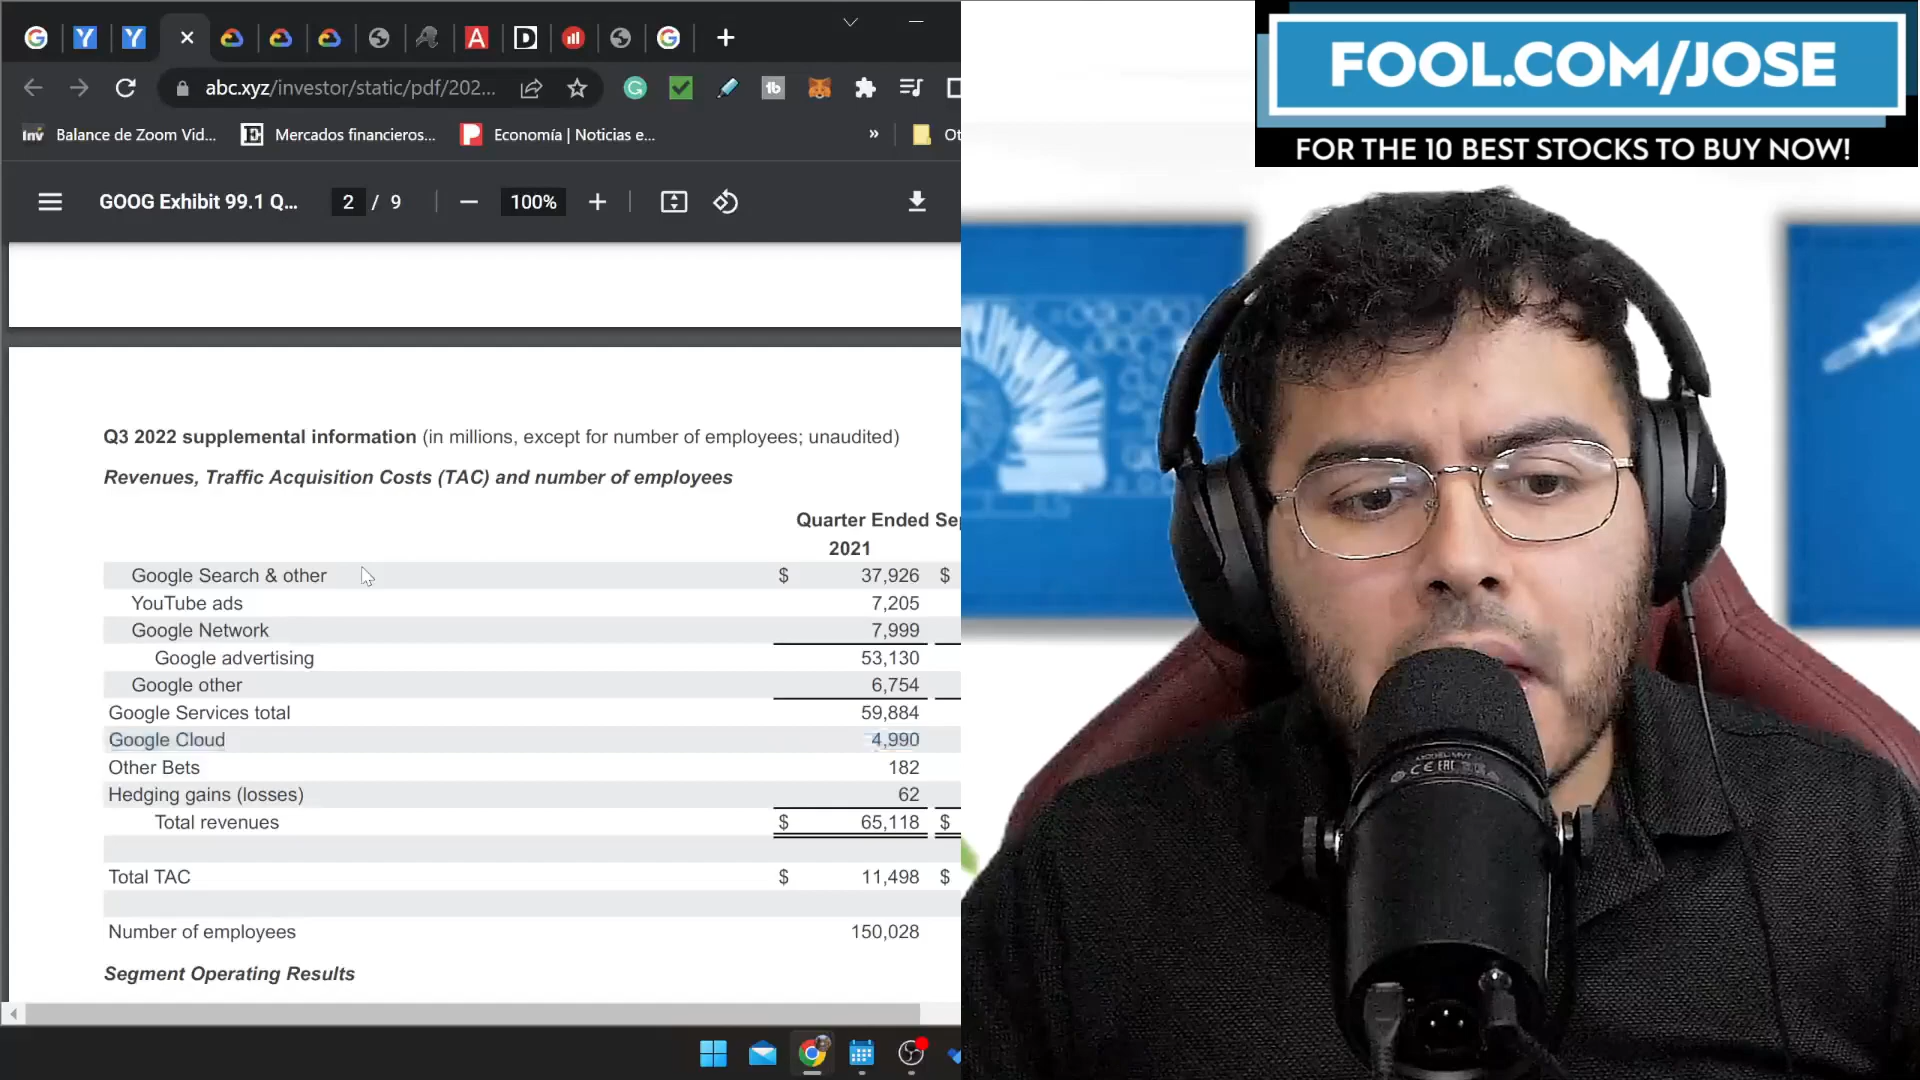 abc.xyz/investor/static/pdf/202...
Balance de Zoom Vid...
Mercados financieros...
Economía | Noticias e...
»
GOOG Exhibit 99.1 Q...
2 / 9
100%
FOOL.COM/JOSE
FOR THE 10 BEST STOCKS TO BUY NOW!
Q3 2022 supplemental information (in millions, except for number of employees; unaudited)
Revenues, Traffic Acquisition Costs (TAC) and number of employees
Quarter Ended
2021
Google Search & other $ 37,926 $
YouTube ads 7,205
Google Network 7,999
Google advertising 53,130
Google other 6,754
Google Services total 59,884
Google Cloud 4,990
Other Bets 182
Hedging gains (losses) 62
Total revenues $ 65,118 $
Total TAC $ 11,498 $
Number of employees 150,028
Segment Operating Results